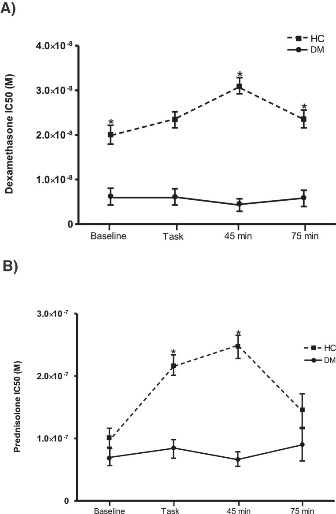 A)
4.0×10⁻⁸
3.0×10⁻⁸
2.0×10⁻⁸
1.0×10⁻⁸
0
Dexamethasone IC50 (M)
HC
DM
*
*
*
Baseline Task 45 min 75 min
B)
3.0×10⁻⁷
2.0×10⁻⁷
1.0×10⁻⁷
0
Prednisolone IC50 (M)
HC
DM
*
*
Baseline Task 45 min 75 min